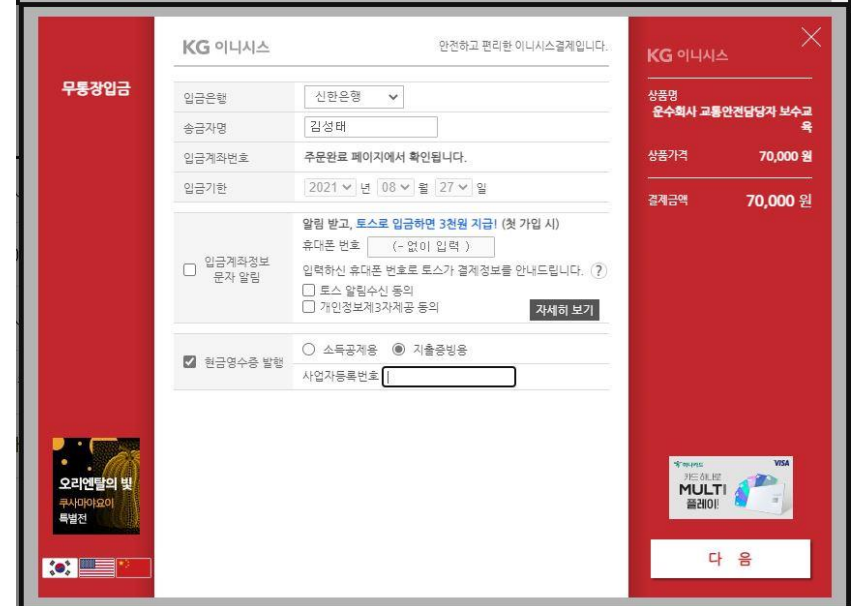 무통장입금
KG 이니시스
안전하고 편리한 이니시스결제입니다.
입금은행 신한은행
송금자명 김성태
입금계좌번호 주문완료 페이지에서 확인됩니다.
입금기한 2021 년 08 월 27 일
입금계좌정보
문자 알림
알림 받고, 토스로 입금하면 3천원 지급! (첫 가입 시)
휴대폰 번호 (- 없이 입력 )
입력하신 휴대폰 번호로 토스가 결제정보를 안내드립니다. ?
토스 알림수신 동의
개인정보제3자제공 동의
자세히 보기
현금영수증 발행
소득공제용 지출증빙용
사업자등록번호
KG 이니시스
상품명
운수회사 교통안전담당자 보수교
육
상품가격 70,000 원
결제금액 70,000 원
오리엔탈의 빛
쿠사마야요이
특별전
하나카드
VISA
카드 하나로
MULTI
플레이!
다 음